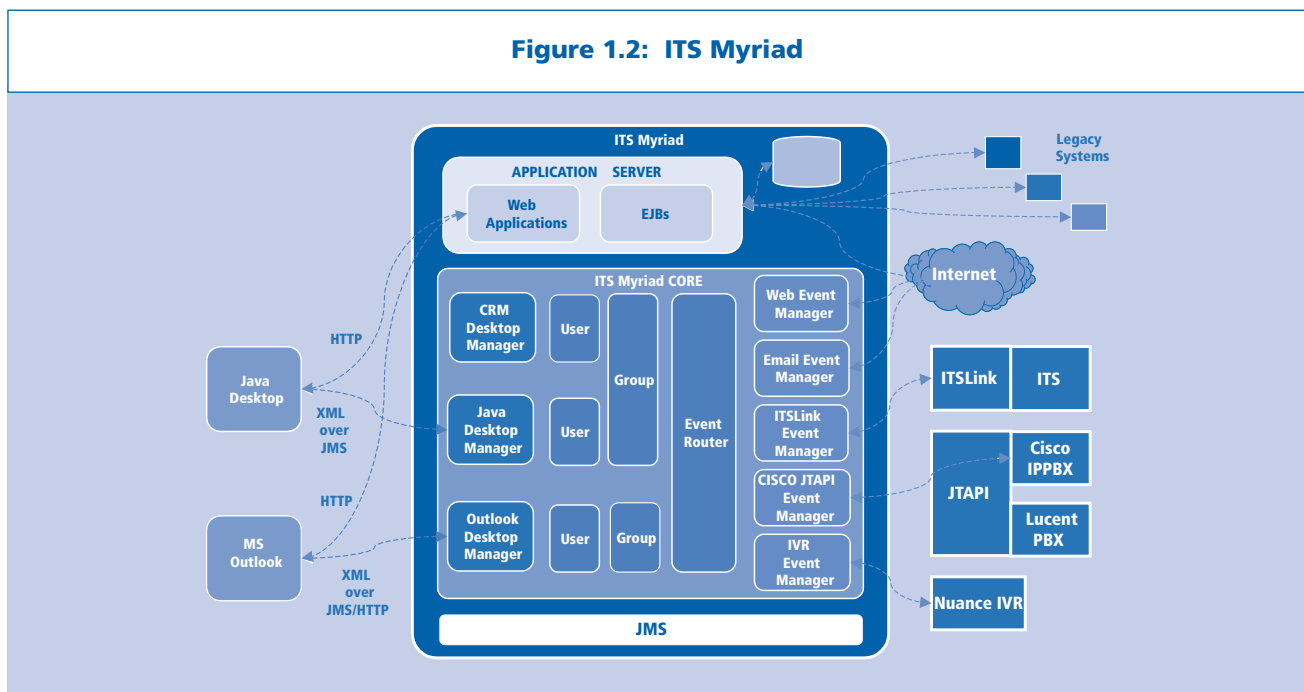 Figure 1.2: ITS Myriad
ITS Myriad
APPLICATION SERVER
Web
Applications
EJBs
Legacy
Systems
Internet
ITS Myriad CORE
CRM
Desktop
Manager
User
Group
Java
Desktop
Manager
User
Outlook
Desktop
Manager
User
Group
Event
Router
Web Event
Manager
Email Event
Manager
ITSLink
Event
Manager
CISCO JTAPI
Event
Manager
IVR
Event
Manager
HTTP
Java
Desktop
XML
over
JMS
HTTP
MS
Outlook
XML
over
JMS/HTTP
ITSLink
ITS
JTAPI
Cisco
IPPBX
Lucent
PBX
Nuance IVR
JMS